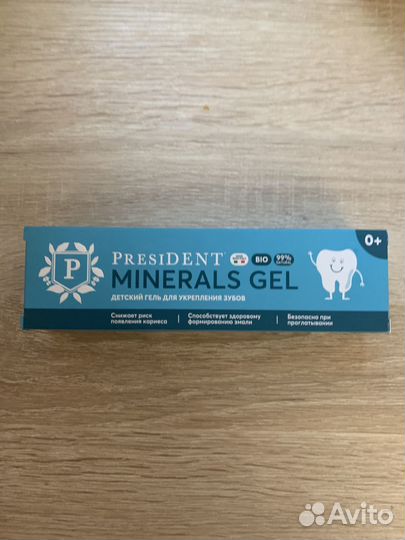 0+
PRESIDENT
BIO
99%
MINERALS GEL
ДЕТСКИЙ ГЕЛЬ ДЛЯ УКРЕПЛЕНИЯ ЗУБОВ
Снижает риск
появления кариеса
Способствует здоровому
формированию эмали
Безопасно при
проглатывании
P
Avito